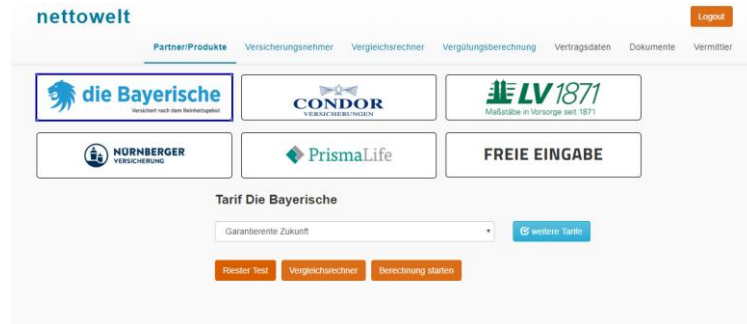 nettowelt
Logout
Partner/Produkte Versicherungsnehmer Vergleichsrechner Vergütungsberechnung Vertragsdaten Dokumente Vermittler
die Bayerische
Versichert nach dem Reinheitsgebot
CONDOR
VERSICHERUNGEN
LV 1871
Maßstäbe in Vorsorge seit 1871
NÜRNBERGER
VERSICHERUNG
PrismaLife
FREIE EINGABE
Tarif Die Bayerische
Garantierente Zukunft
weitere Tarife
Riester Test Vergleichsrechner Berechnung starten